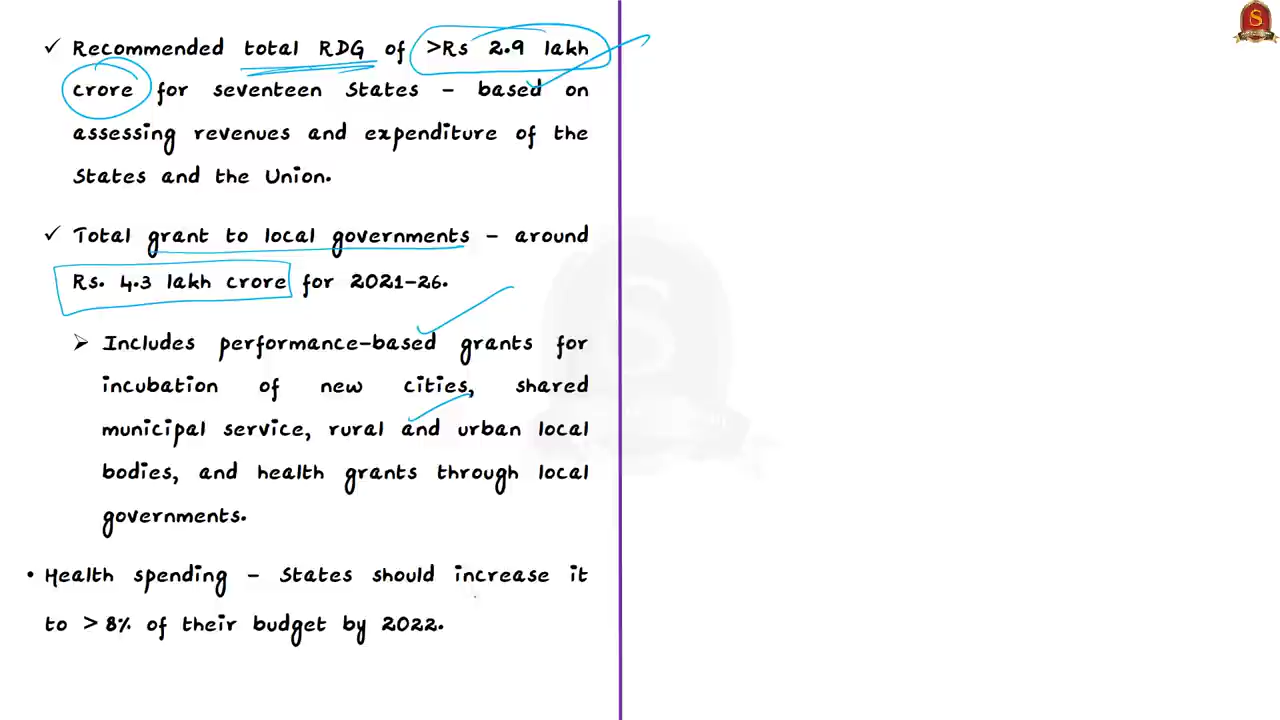 ✓ Recommended total RDG of >Rs 2.9 lakh
crore for seventeen States – based on
assessing revenues and expenditure of the
States and the Union.
✓ Total grant to local governments – around
Rs. 4.3 lakh crore for 2021-26.
➢ Includes performance-based grants for
incubation of new cities, shared
municipal service, rural and urban local
bodies, and health grants through local
governments.
• Health spending – States should increase it
to > 8% of their budget by 2022.